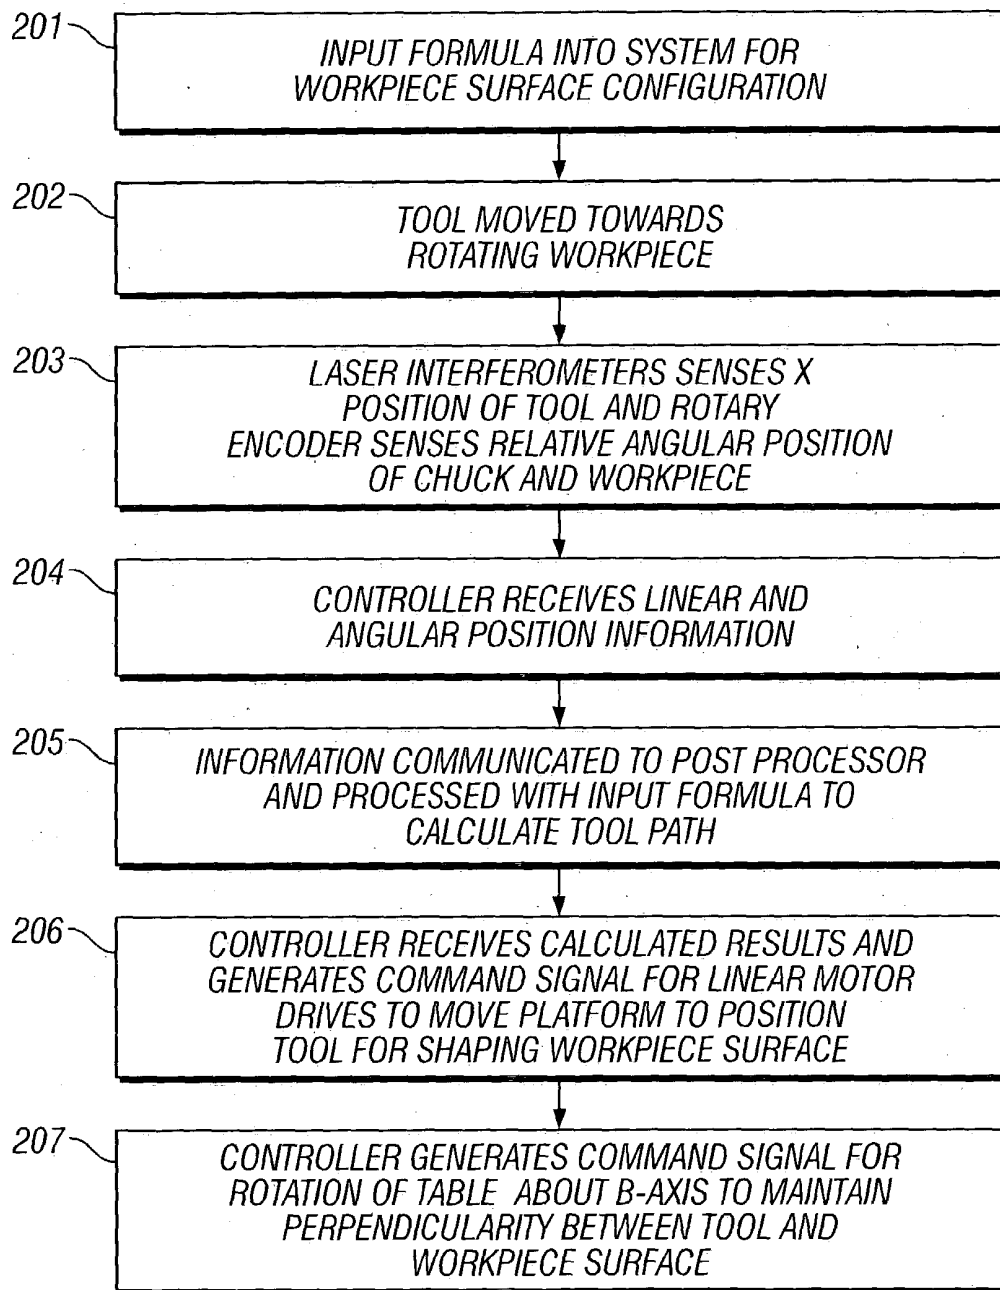 201
INPUT FORMULA INTO SYSTEM FOR
WORKPIECE SURFACE CONFIGURATION
202
TOOL MOVED TOWARDS
ROTATING WORKPIECE
203
LASER INTERFEROMETERS SENSES X
POSITION OF TOOL AND ROTARY
ENCODER SENSES RELATIVE ANGULAR POSITION
OF CHUCK AND WORKPIECE
204
CONTROLLER RECEIVES LINEAR AND
ANGULAR POSITION INFORMATION
205
INFORMATION COMMUNICATED TO POST PROCESSOR
AND PROCESSED WITH INPUT FORMULA TO
CALCULATE TOOL PATH
206
CONTROLLER RECEIVES CALCULATED RESULTS AND
GENERATES COMMAND SIGNAL FOR LINEAR MOTOR
DRIVES TO MOVE PLATFORM TO POSITION
TOOL FOR SHAPING WORKPIECE SURFACE
207
CONTROLLER GENERATES COMMAND SIGNAL FOR
ROTATION OF TABLE ABOUT B-AXIS TO MAINTAIN
PERPENDICULARITY BETWEEN TOOL AND
WORKPIECE SURFACE